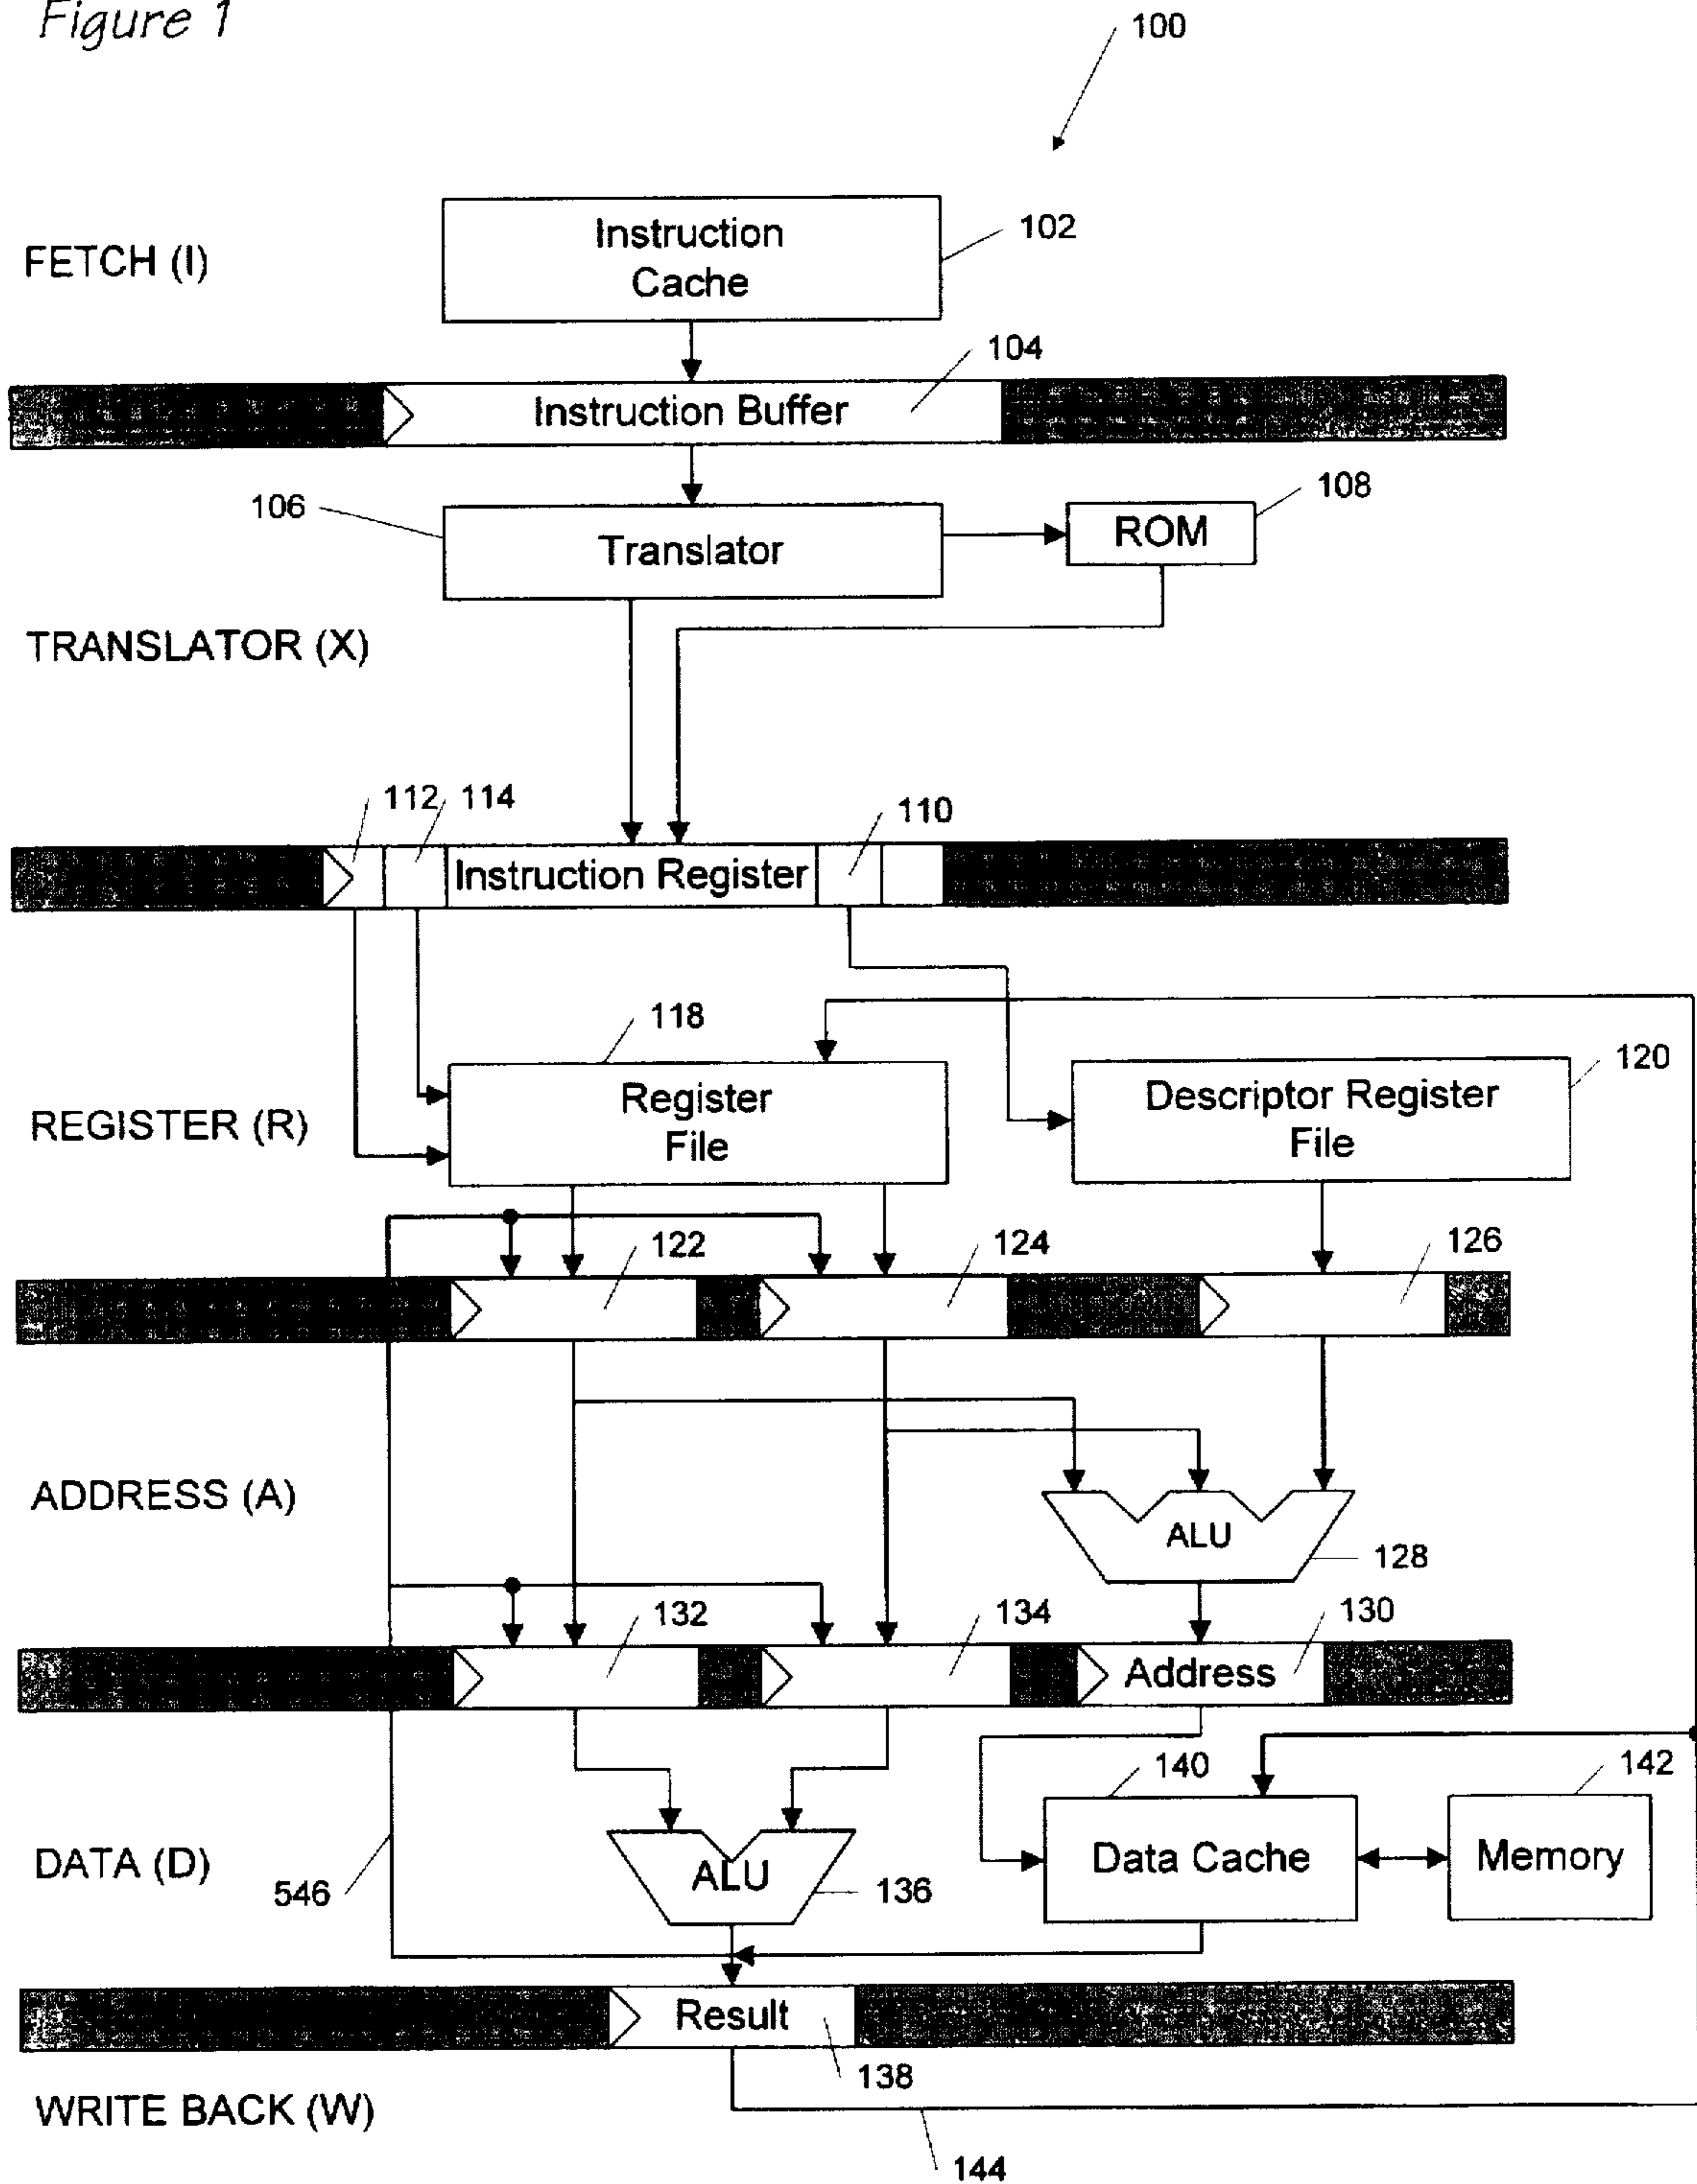 Figure 1
100
FETCH (I)
Instruction
Cache
102
104
Instruction Buffer
106
Translator
108
ROM
TRANSLATOR (X)
112
114
110
Instruction Register
118
120
REGISTER (R)
Register
File
Descriptor Register
File
122
124
126
ADDRESS (A)
ALU
128
132
134
130
Address
140
142
DATA (D)
546
ALU
136
Data Cache
Memory
Result
138
WRITE BACK (W)
144